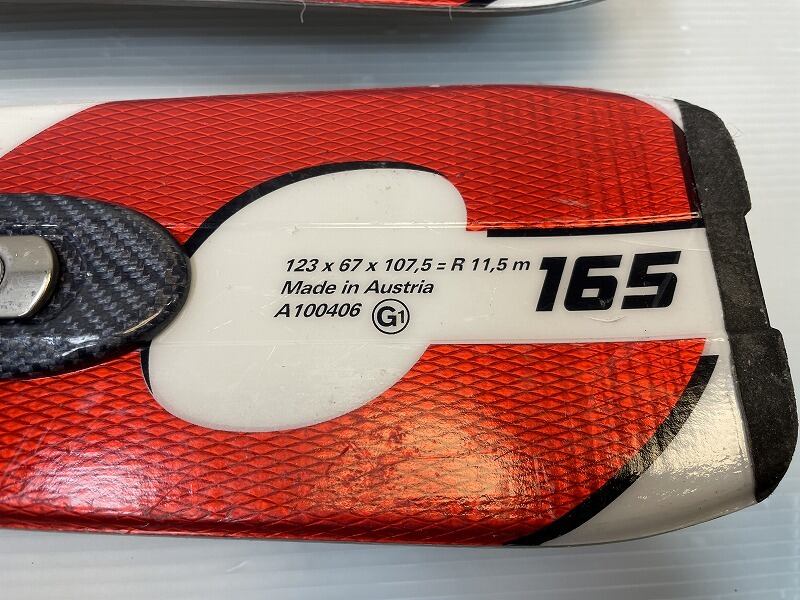 123 x 67 x 107,5 = R 11,5 m
165
Made in Austria
A100406 G1